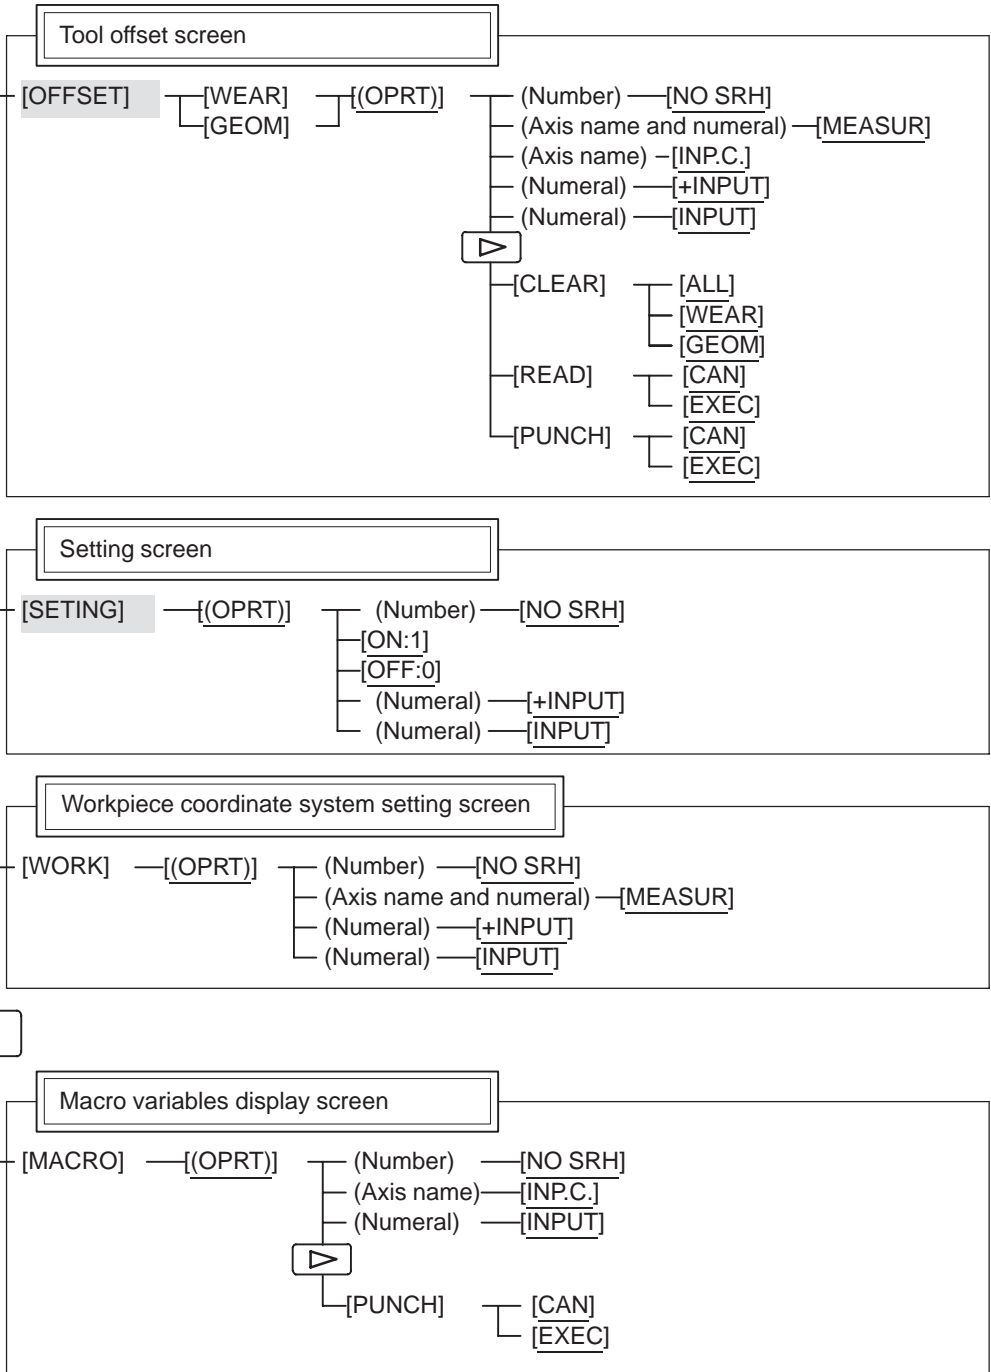 Tool offset screen
[OFFSET] [WEAR] [(OPRT)] (Number) [NO SRH]
[GEOM] (Axis name and numeral) [MEASUR]
(Axis name) [INP.C.]
(Numeral) [+INPUT]
(Numeral) [INPUT]
[CLEAR] [ALL]
[WEAR]
[GEOM]
[READ] [CAN]
[EXEC]
[PUNCH] [CAN]
[EXEC]
Setting screen
[SETING] [(OPRT)] (Number) [NO SRH]
[ON:1]
[OFF:0]
(Numeral) [+INPUT]
(Numeral) [INPUT]
Workpiece coordinate system setting screen
[WORK] [(OPRT)] (Number) [NO SRH]
(Axis name and numeral) [MEASUR]
(Numeral) [+INPUT]
(Numeral) [INPUT]
Macro variables display screen
[MACRO] [(OPRT)] (Number) [NO SRH]
(Axis name) [INP.C.]
(Numeral) [INPUT]
[PUNCH] [CAN]
[EXEC]